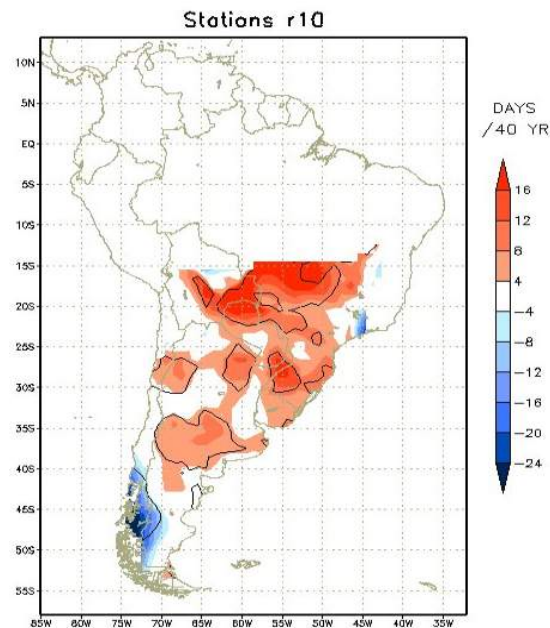 Stations r10
DAYS
/40 YR
10N
5N
EQ
5S
10S
15S
20S
25S
30S
35S
40S
45S
50S
55S
16
12
8
4
-4
-8
-12
-16
-20
-24
85W 80W 75W 70W 65W 60W 55W 50W 45W 40W 35W